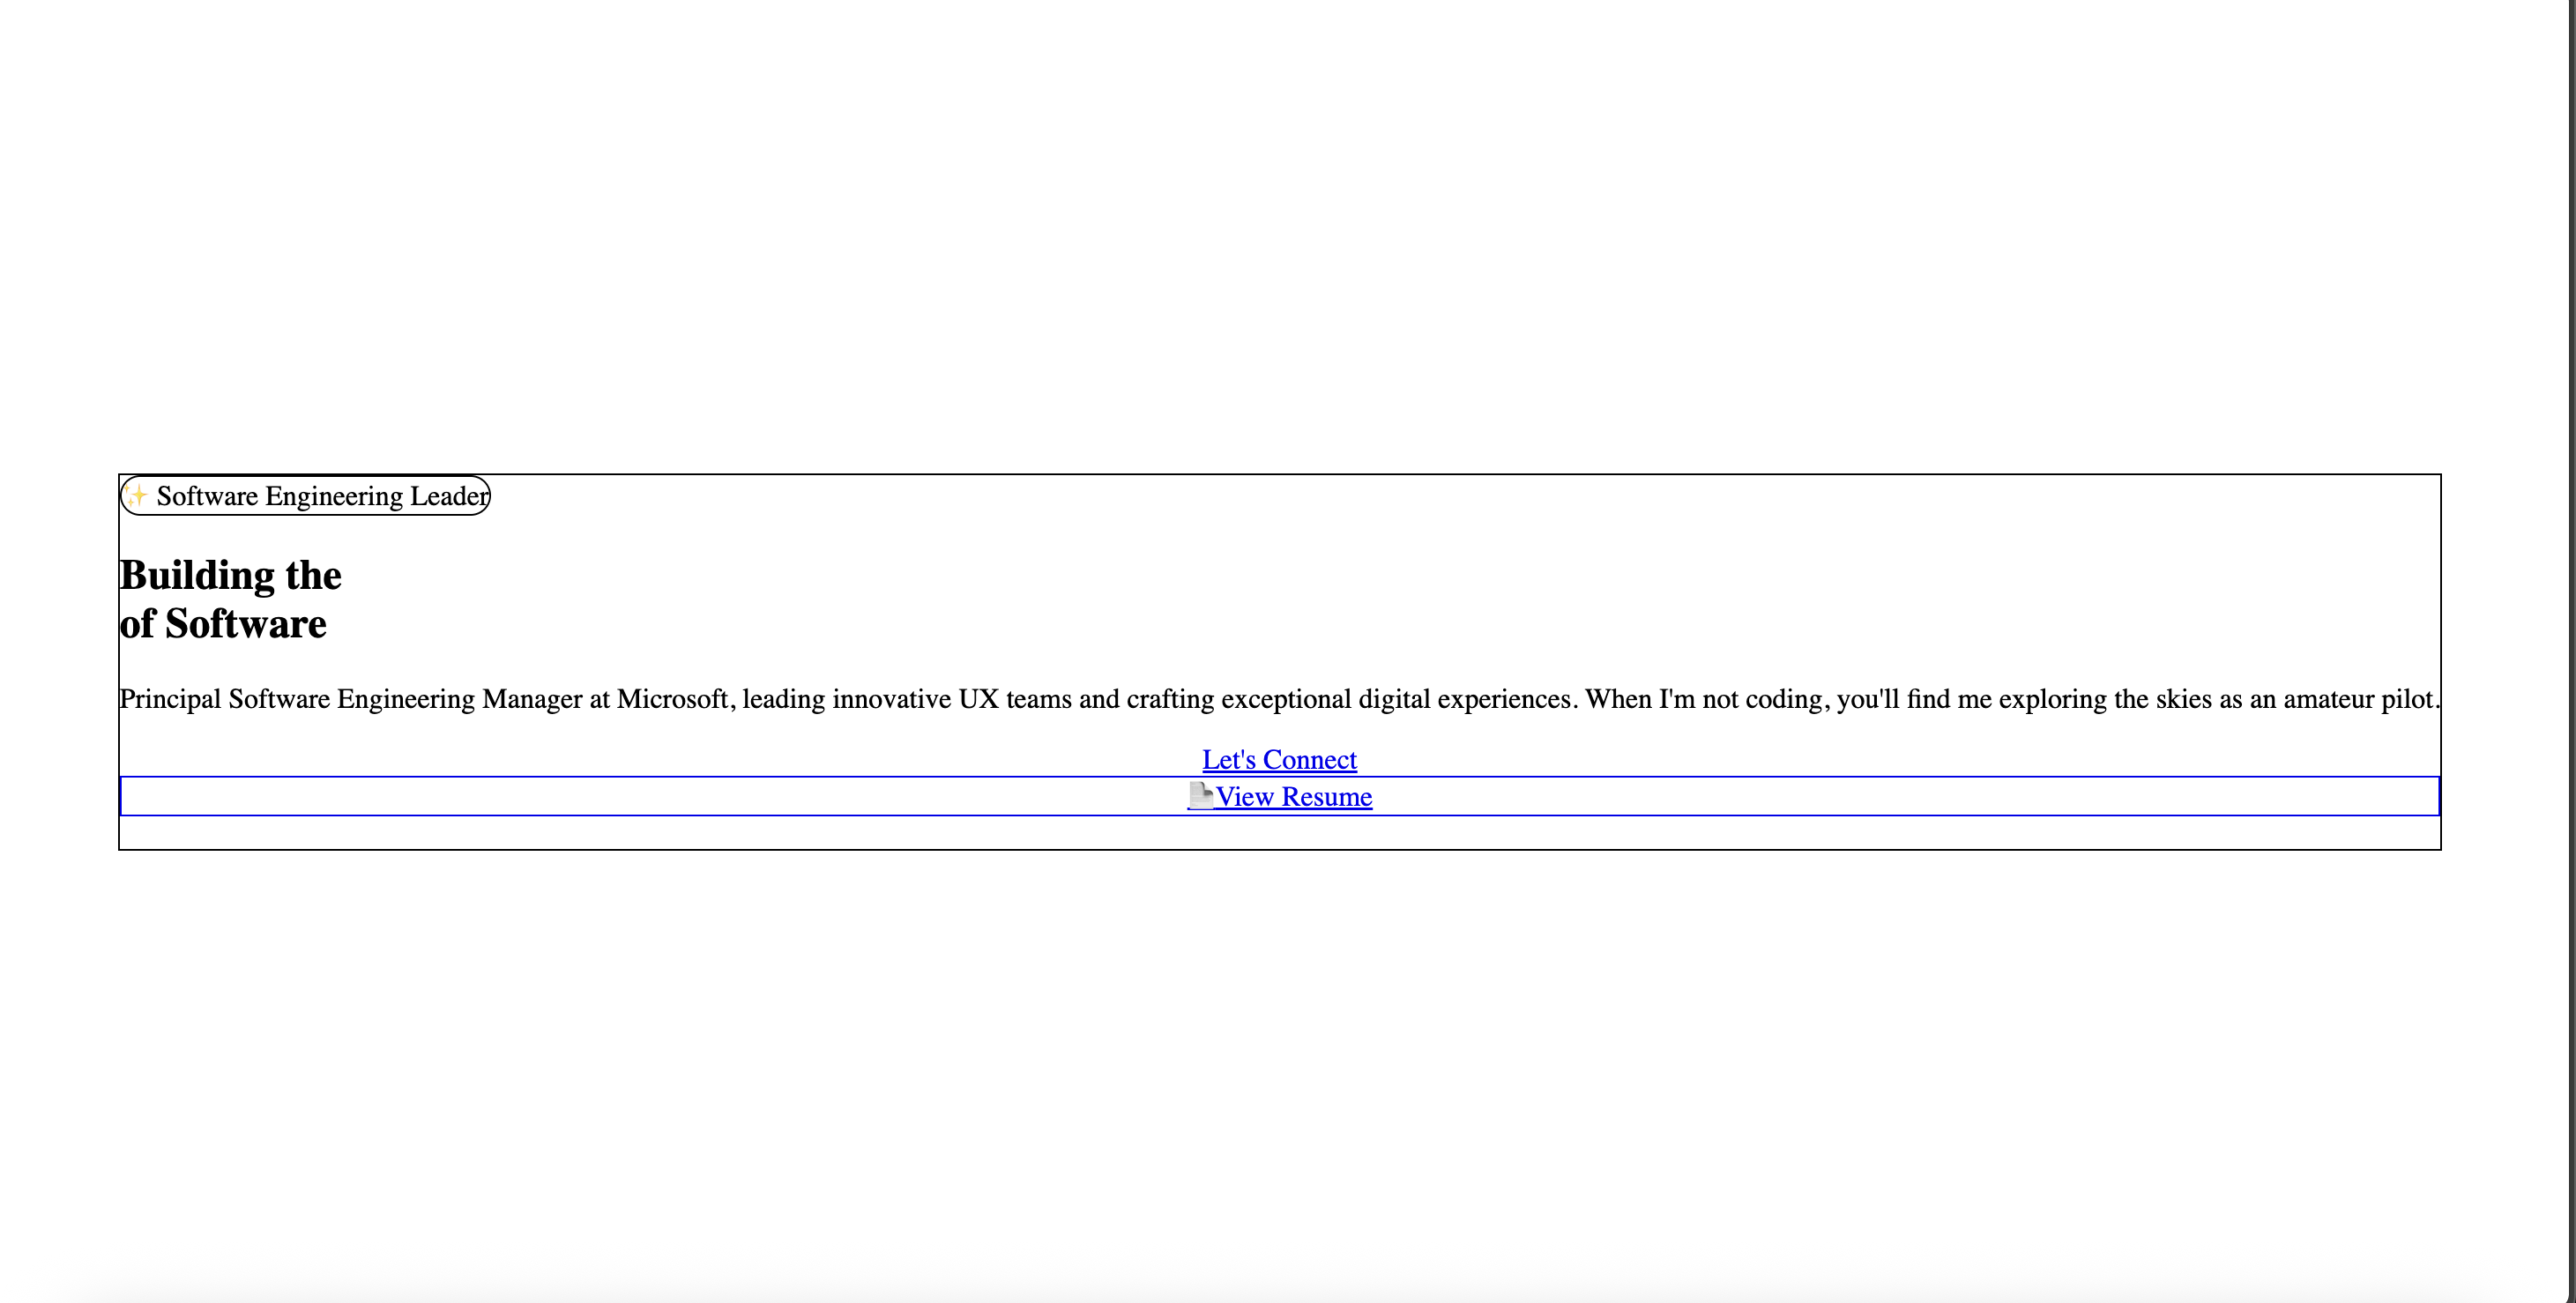 ✨ Software Engineering Leader
Building the
of Software
Principal Software Engineering Manager at Microsoft, leading innovative UX teams and crafting exceptional digital experiences. When I'm not coding, you'll find me exploring the skies as an amateur pilot.
Let's Connect
View Resume